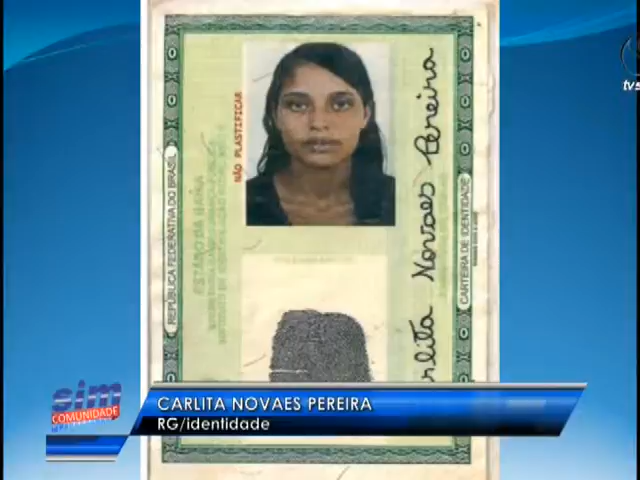 NÃO PLASTIFICAR
REPÚBLICA FEDERATIVA DO BRASIL
ESTADO DA BAHIA
Carlita Novaes Pereira
CARTEIRA DE IDENTIDADE
tvs
sim
COMUNIDADE
CARLITA NOVAES PEREIRA
RG/identidade